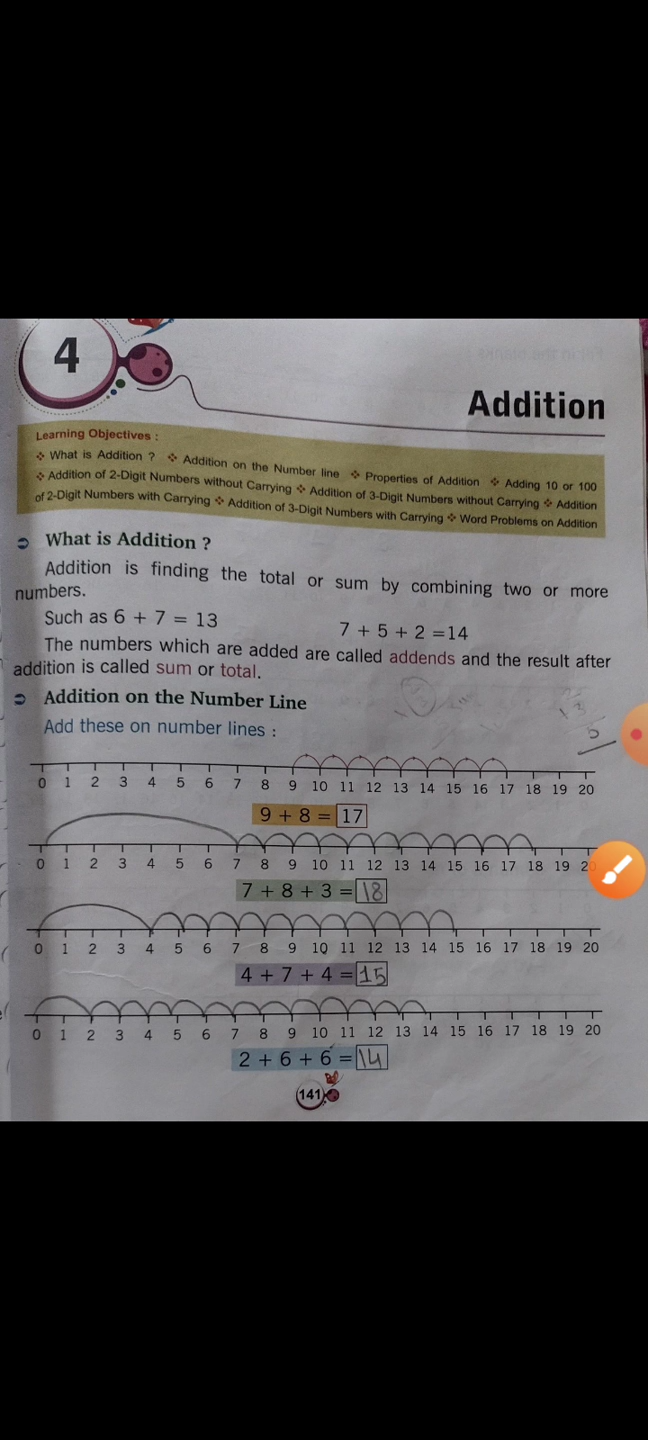 4
Addition
Learning Objectives :
❖ What is Addition ? ❖ Addition on the Number line ❖ Properties of Addition ❖ Adding 10 or 100
❖ Addition of 2-Digit Numbers without Carrying ❖ Addition of 3-Digit Numbers without Carrying ❖ Addition
of 2-Digit Numbers with Carrying ❖ Addition of 3-Digit Numbers with Carrying ❖ Word Problems on Addition
What is Addition ?
Addition is finding the total or sum by combining two or more
numbers.
Such as 6 + 7 = 13 7 + 5 + 2 =14
The numbers which are added are called addends and the result after
addition is called sum or total.
Addition on the Number Line
Add these on number lines :
0 1 2 3 4 5 6 7 8 9 10 11 12 13 14 15 16 17 18 19 20
9 + 8 = 17
0 1 2 3 4 5 6 7 8 9 10 11 12 13 14 15 16 17 18 19 2
7 + 8 + 3 = 18
0 1 2 3 4 5 6 7 8 9 10 11 12 13 14 15 16 17 18 19 20
4 + 7 + 4 = 15
0 1 2 3 4 5 6 7 8 9 10 11 12 13 14 15 16 17 18 19 20
2 + 6 + 6 = 14
141